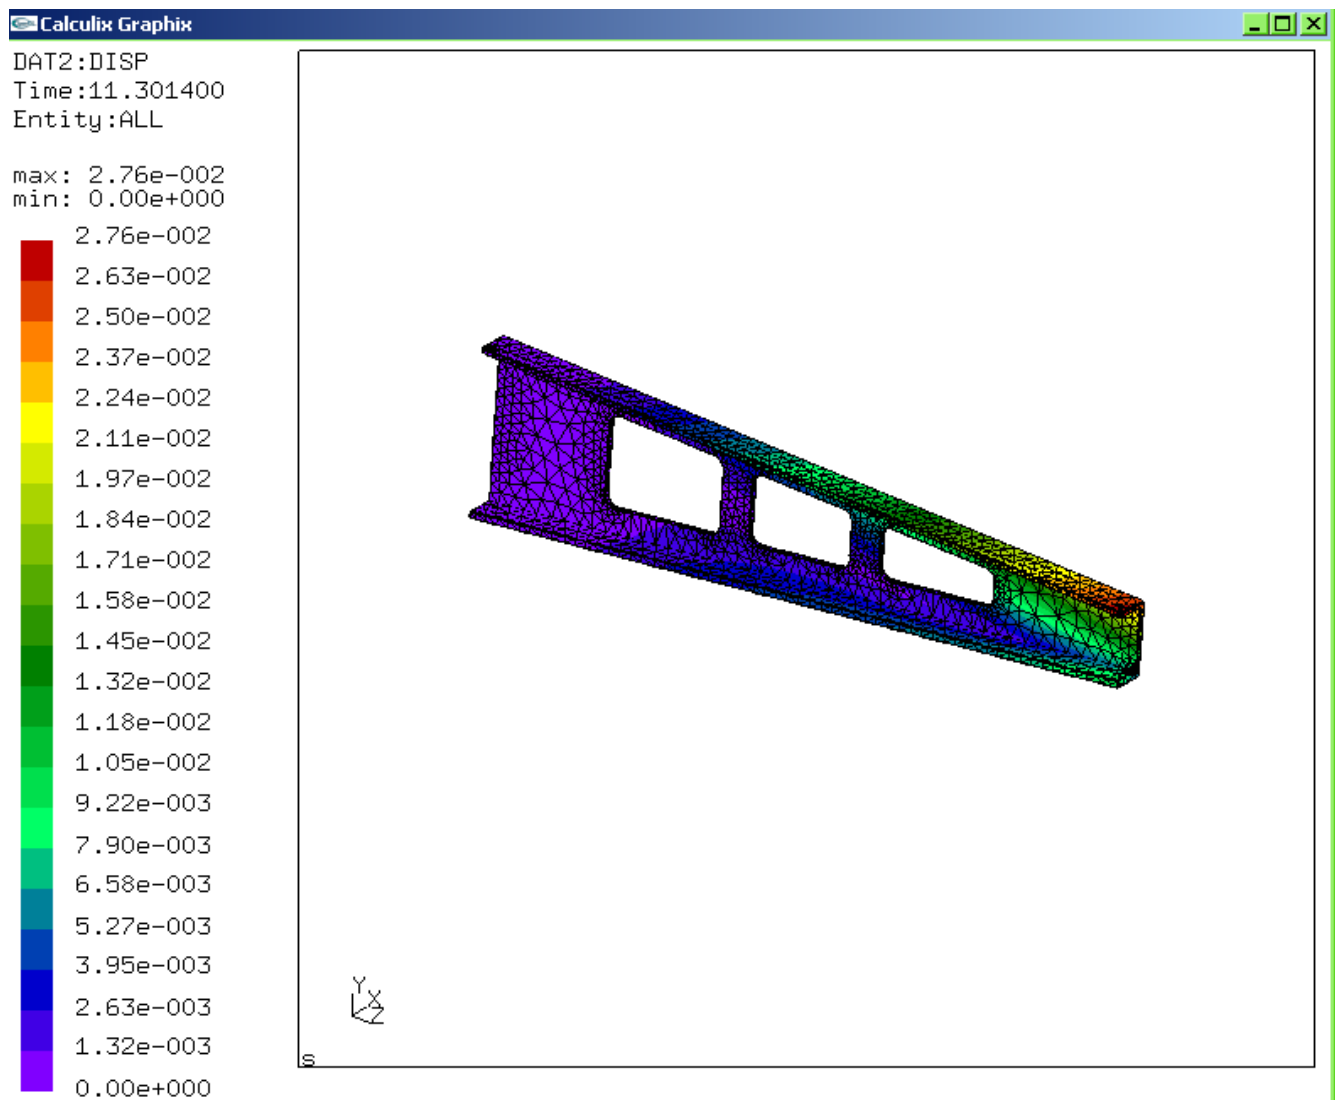 Calculix Graphix
DAT2:DISP
Time:11.301400
Entity:ALL
max: 2.76e-002
min: 0.00e+000
2.76e-002
2.63e-002
2.50e-002
2.37e-002
2.24e-002
2.11e-002
1.97e-002
1.84e-002
1.71e-002
1.58e-002
1.45e-002
1.32e-002
1.18e-002
1.05e-002
9.22e-003
7.90e-003
6.58e-003
5.27e-003
3.95e-003
2.63e-003
1.32e-003
0.00e+000
Y
X
Z
s